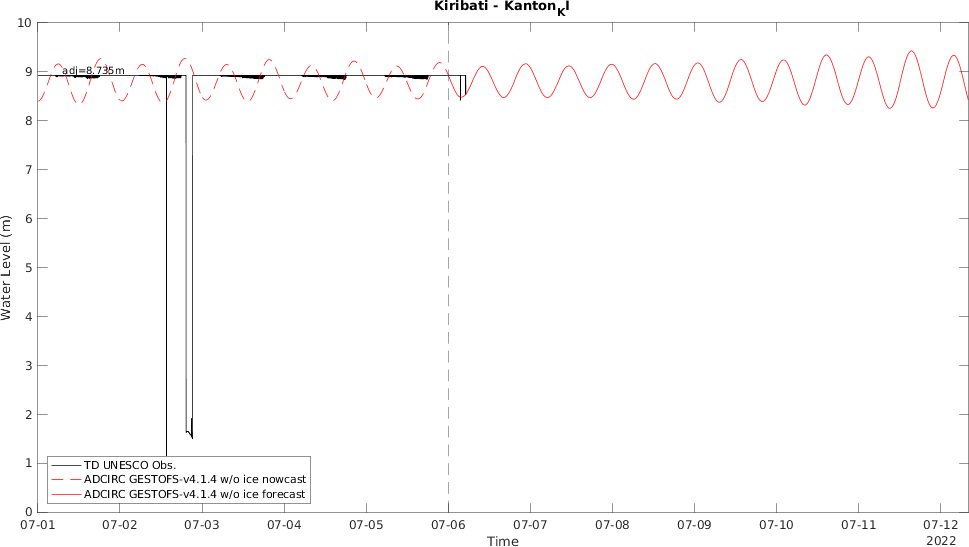 Kiribati - Kanton_KI
10
9
8
7
6
5
4
3
2
1
0
Water Level (m)
adj=8.735m
TD UNESCO Obs.
ADCIRC GESTOFS-v4.1.4 w/o ice nowcast
ADCIRC GESTOFS-v4.1.4 w/o ice forecast
07-01 07-02 07-03 07-04 07-05 07-06 07-07 07-08 07-09 07-10 07-11 07-12
2022
Time